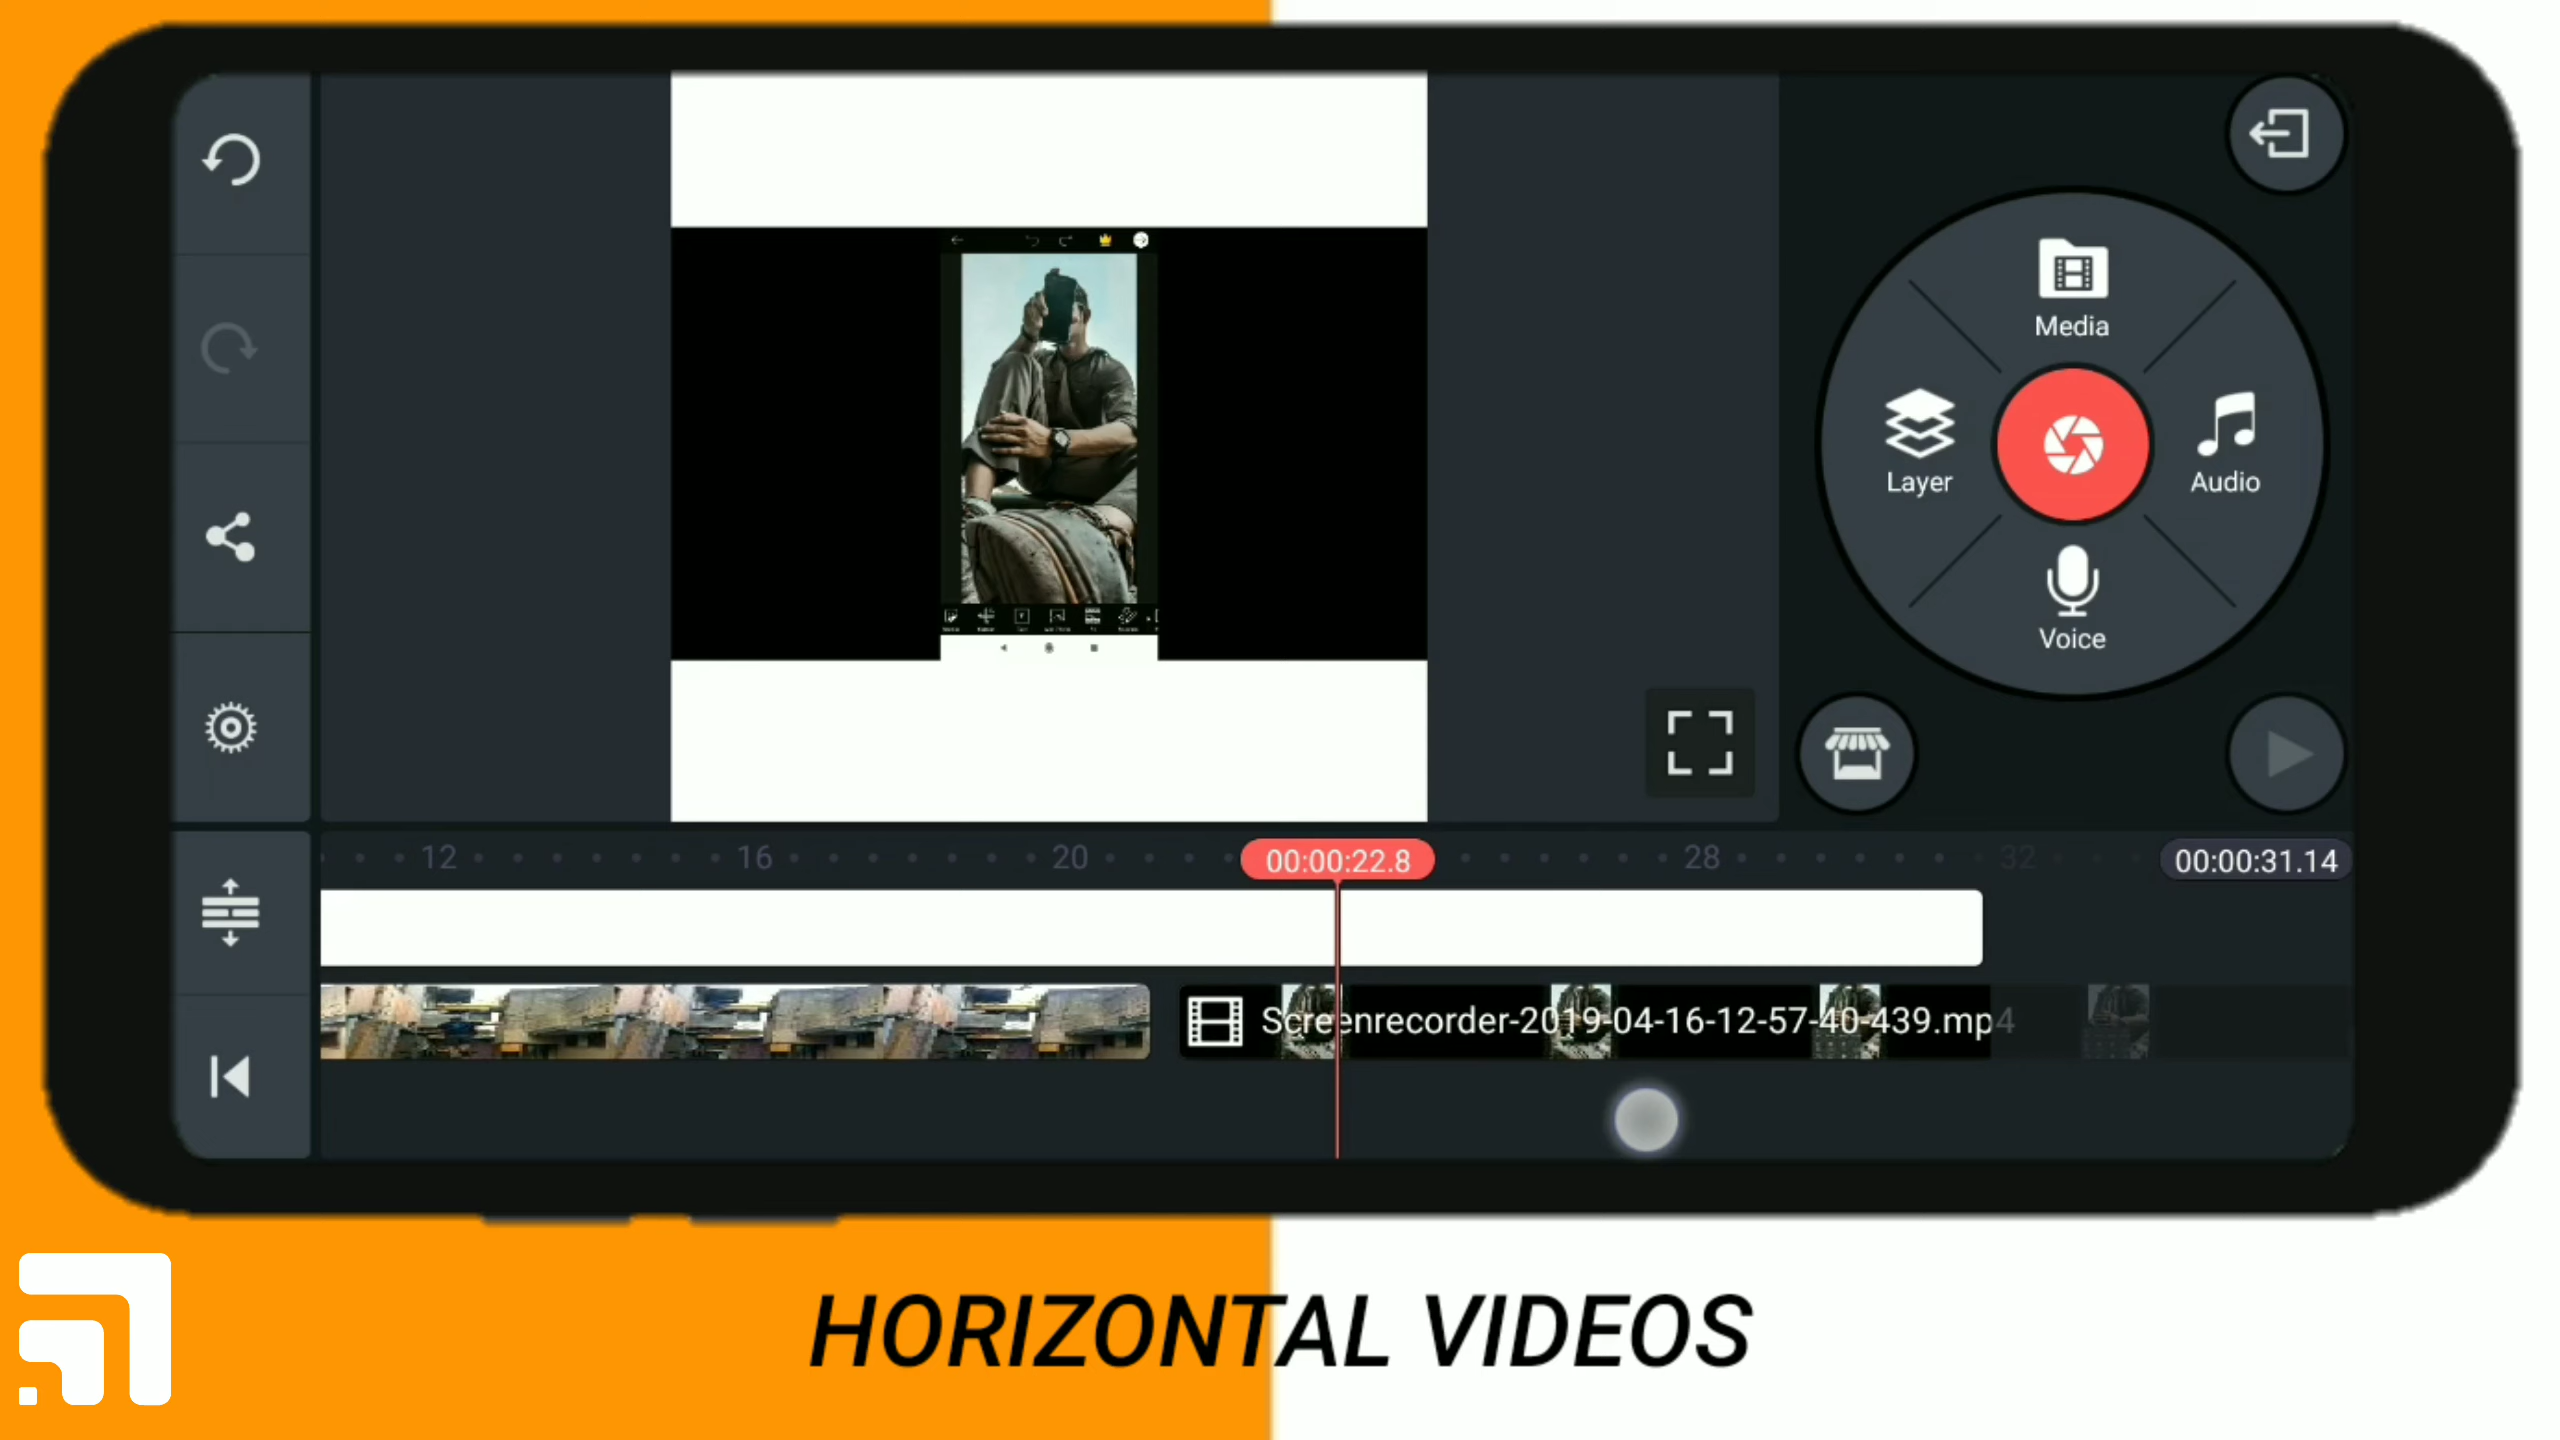 Media
Layer
Audio
Voice
12
16
20
00:00:22.8
28
32
00:00:31.14
Screenrecorder-2019-04-16-12-57-40-439.mp4
HORIZONTAL VIDEOS